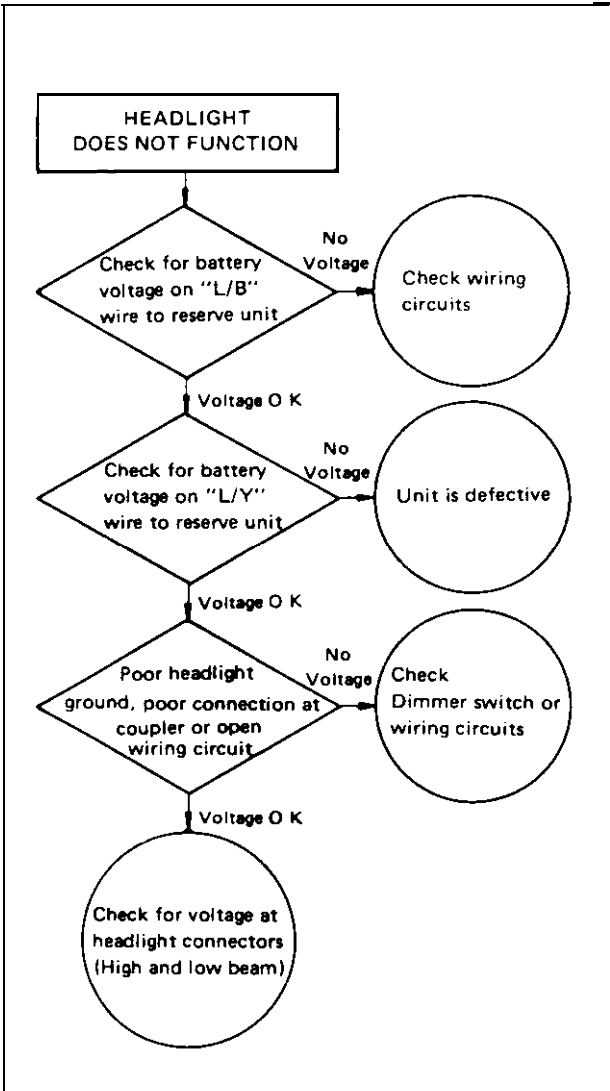 HEADLIGHT
DOES NOT FUNCTION
Check for battery
voltage on "L/B"
wire to reserve unit
No
Voltage
Check wiring
circuits
Voltage O K
Check for battery
voltage on "L/Y"
wire to reserve unit
No
Voltage
Unit is defective
Voltage O K
Poor headlight
ground, poor connection at
coupler or open
wiring circuit
No
Voltage
Check
Dimmer switch or
wiring circuits
Voltage O K
Check for voltage at
headlight connectors
(High and low beam)